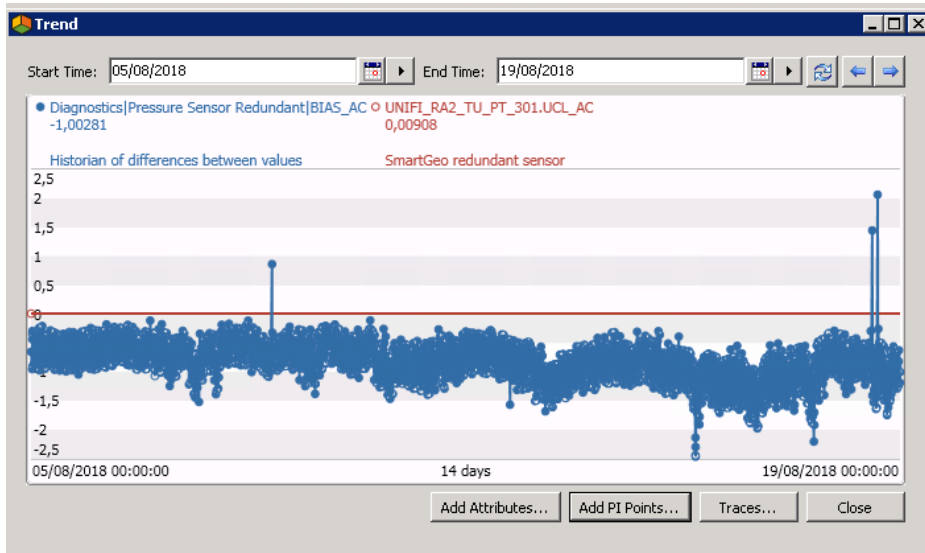 Trend
Start Time: 05/08/2018 End Time: 19/08/2018
Diagnostics|Pressure Sensor Redundant|BIAS_AC UNIFI_RA2_TU_PT_301.UCL_AC
-1,00281 0,00908
Historian of differences between values SmartGeo redundant sensor
2,5
2
1,5
1
0,5
0
-1
-1,5
-2
-2,5
05/08/2018 00:00:00 14 days 19/08/2018 00:00:00
Add Attributes... Add PI Points... Traces... Close